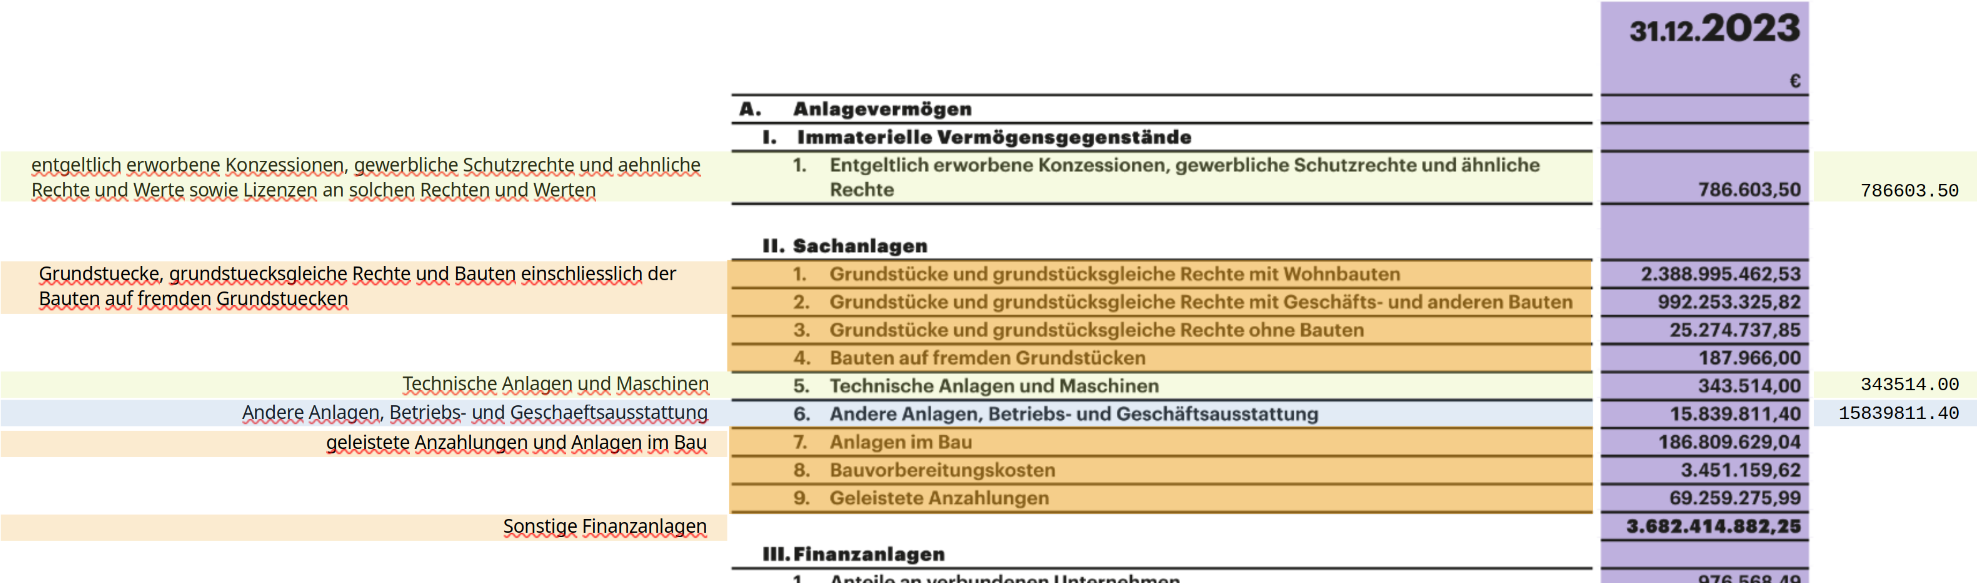 31.12.2023
€
A. Anlagevermögen
I. Immaterielle Vermögensgegenstände
entgeltlich erworbene Konzessionen, gewerbliche Schutzrechte und aehnliche 1. Entgeltlich erworbene Konzessionen, gewerbliche Schutzrechte und ähnliche
Rechte und Werte sowie Lizenzen an solchen Rechten und Werten Rechte 786.603,50 786603.50
II. Sachanlagen
Grundstuecke, grundstuecksgleiche Rechte und Bauten einschliesslich der 1. Grundstücke und grundstücksgleiche Rechte mit Wohnbauten 2.388.995.462,53
Bauten auf fremden Grundstuecken 2. Grundstücke und grundstücksgleiche Rechte mit Geschäfts- und anderen Bauten 992.253.325,82
3. Grundstücke und grundstücksgleiche Rechte ohne Bauten 25.274.737,85
4. Bauten auf fremden Grundstücken 187.966,00
Technische Anlagen und Maschinen 5. Technische Anlagen und Maschinen 343.514,00 343514.00
Andere Anlagen, Betriebs- und Geschaeftsausstattung 6. Andere Anlagen, Betriebs- und Geschäftsausstattung 15.839.811,40 15839811.40
geleistete Anzahlungen und Anlagen im Bau 7. Anlagen im Bau 186.809.629,04
8. Bauvorbereitungskosten 3.451.159,62
9. Geleistete Anzahlungen 69.259.275,99
Sonstige Finanzanlagen 3.682.414.882,25
III. Finanzanlagen
1. Anteile an verbundenen Unternehmen 976.568,49